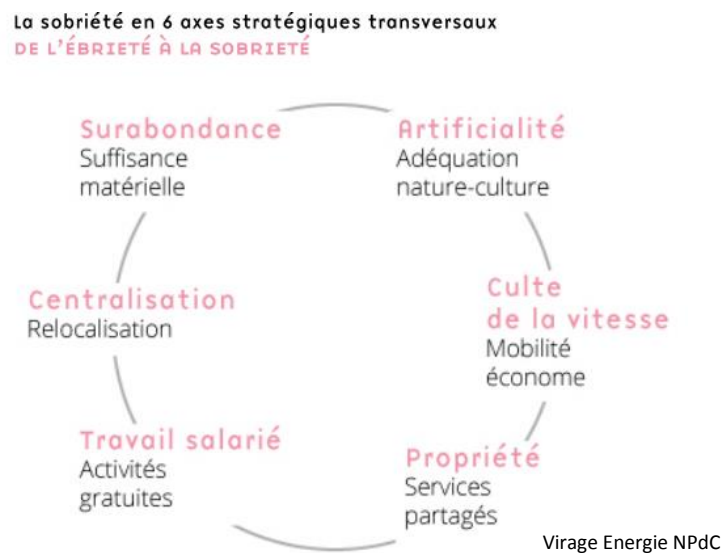 La sobriété en 6 axes stratégiques transversaux
DE L'ÉBRIETÉ À LA SOBRIETÉ
Surabondance
Suffisance
matérielle
Artificialité
Adéquation
nature-culture
Culte
de la vitesse
Mobilité
économe
Propriété
Services
partagés
Travail salarié
Activités
gratuites
Centralisation
Relocalisation
Virage Energie NPdC